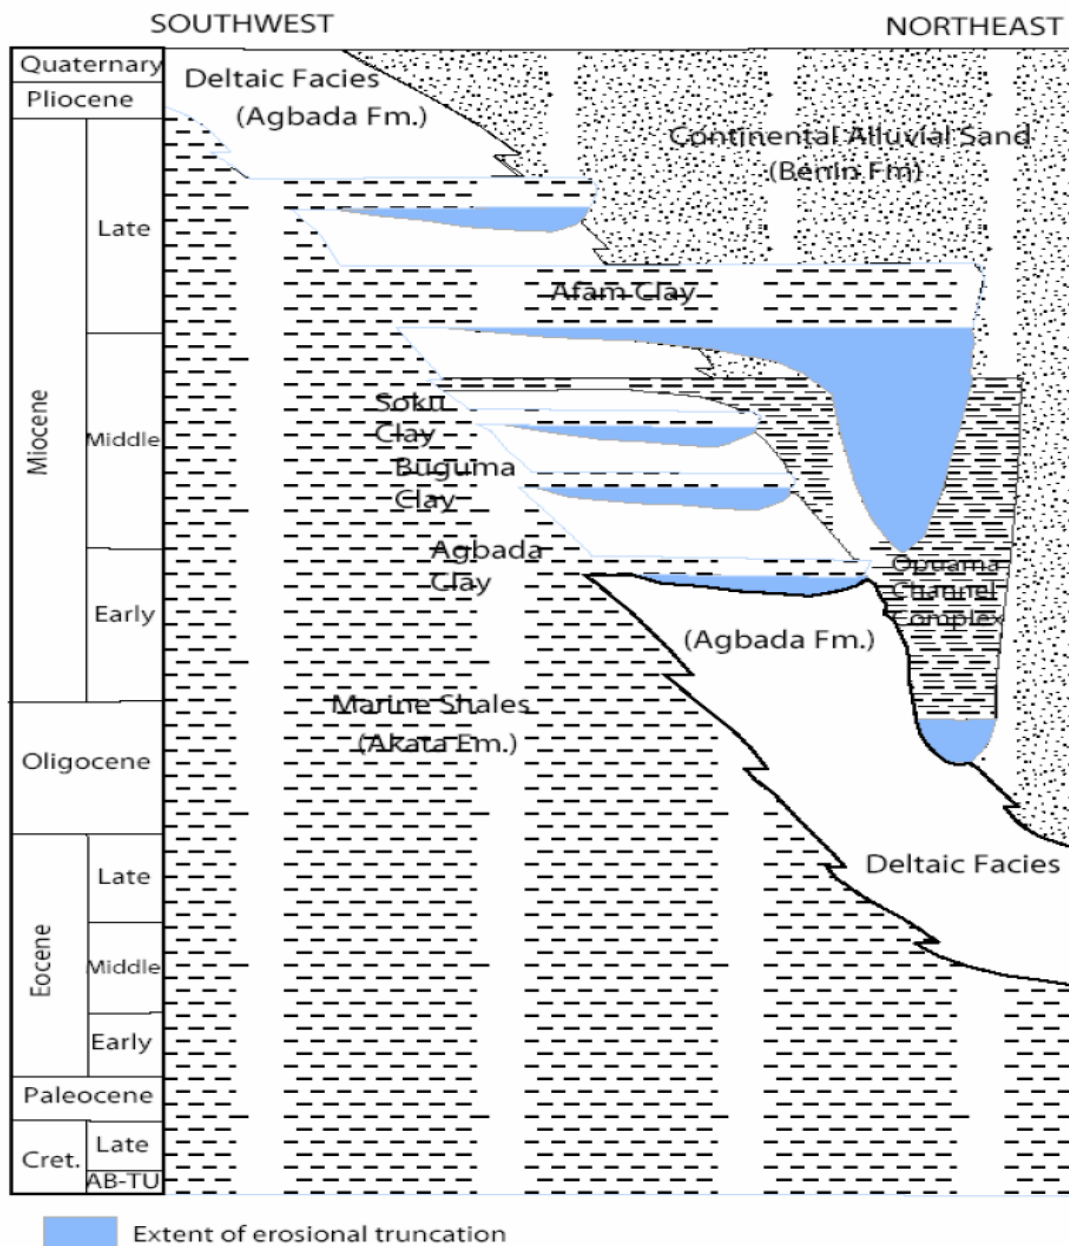 SOUTHWEST
NORTHEAST
Quaternary
Pliocene
Miocene
Late
Middle
Early
Oligocene
Eocene
Late
Middle
Early
Paleocene
Cret.
Late
AB-TU
Deltaic Facies
(Agbada Fm.)
Continental Alluvial Sand
(Benin Fm)
Afam Clay
Soku
Clay
Buguma
Clay
Agbada
Clay
Opuama
Channel
Complex
(Agbada Fm.)
Marine Shales
(Akata Fm.)
Deltaic Facies
Extent of erosional truncation